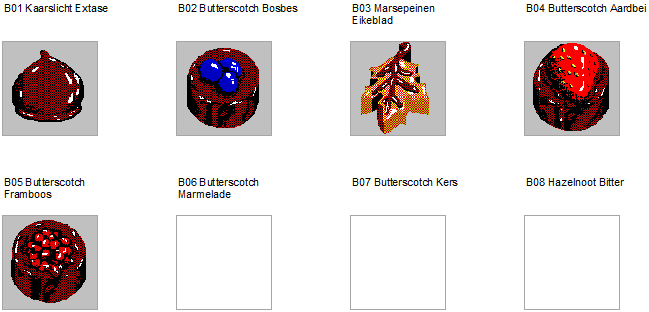 B01 Kaarslicht Extase
B02 Butterscotch Bosbes
B03 Marsepeinen
Eikeblad
B04 Butterscotch Aardbei
B05 Butterscotch
Framboos
B06 Butterscotch
Marmelade
B07 Butterscotch Kers
B08 Hazelnoot Bitter